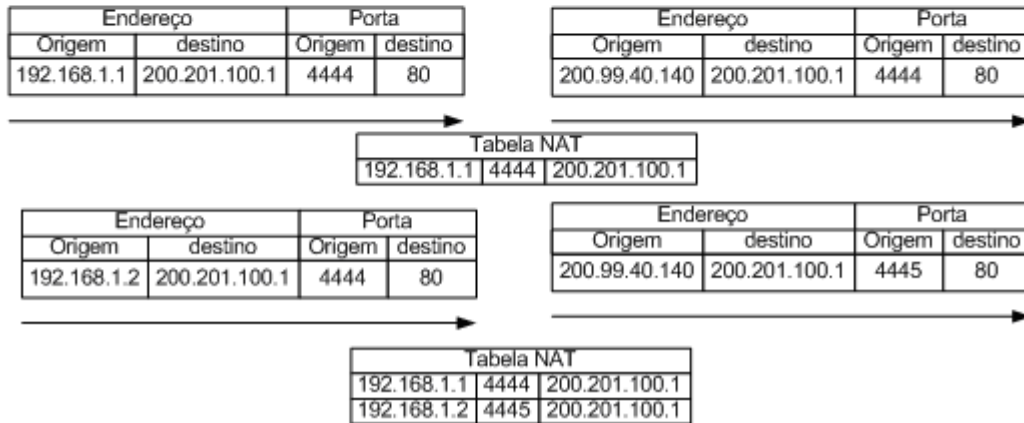 Endereço Porta
Origem destino Origem destino
192.168.1.1 200.201.100.1 4444 80
Endereço Porta
Origem destino Origem destino
200.99.40.140 200.201.100.1 4444 80
Tabela NAT
192.168.1.1 4444 200.201.100.1
Endereço Porta
Origem destino Origem destino
192.168.1.2 200.201.100.1 4444 80
Endereço Porta
Origem destino Origem destino
200.99.40.140 200.201.100.1 4445 80
Tabela NAT
192.168.1.1 4444 200.201.100.1
192.168.1.2 4445 200.201.100.1